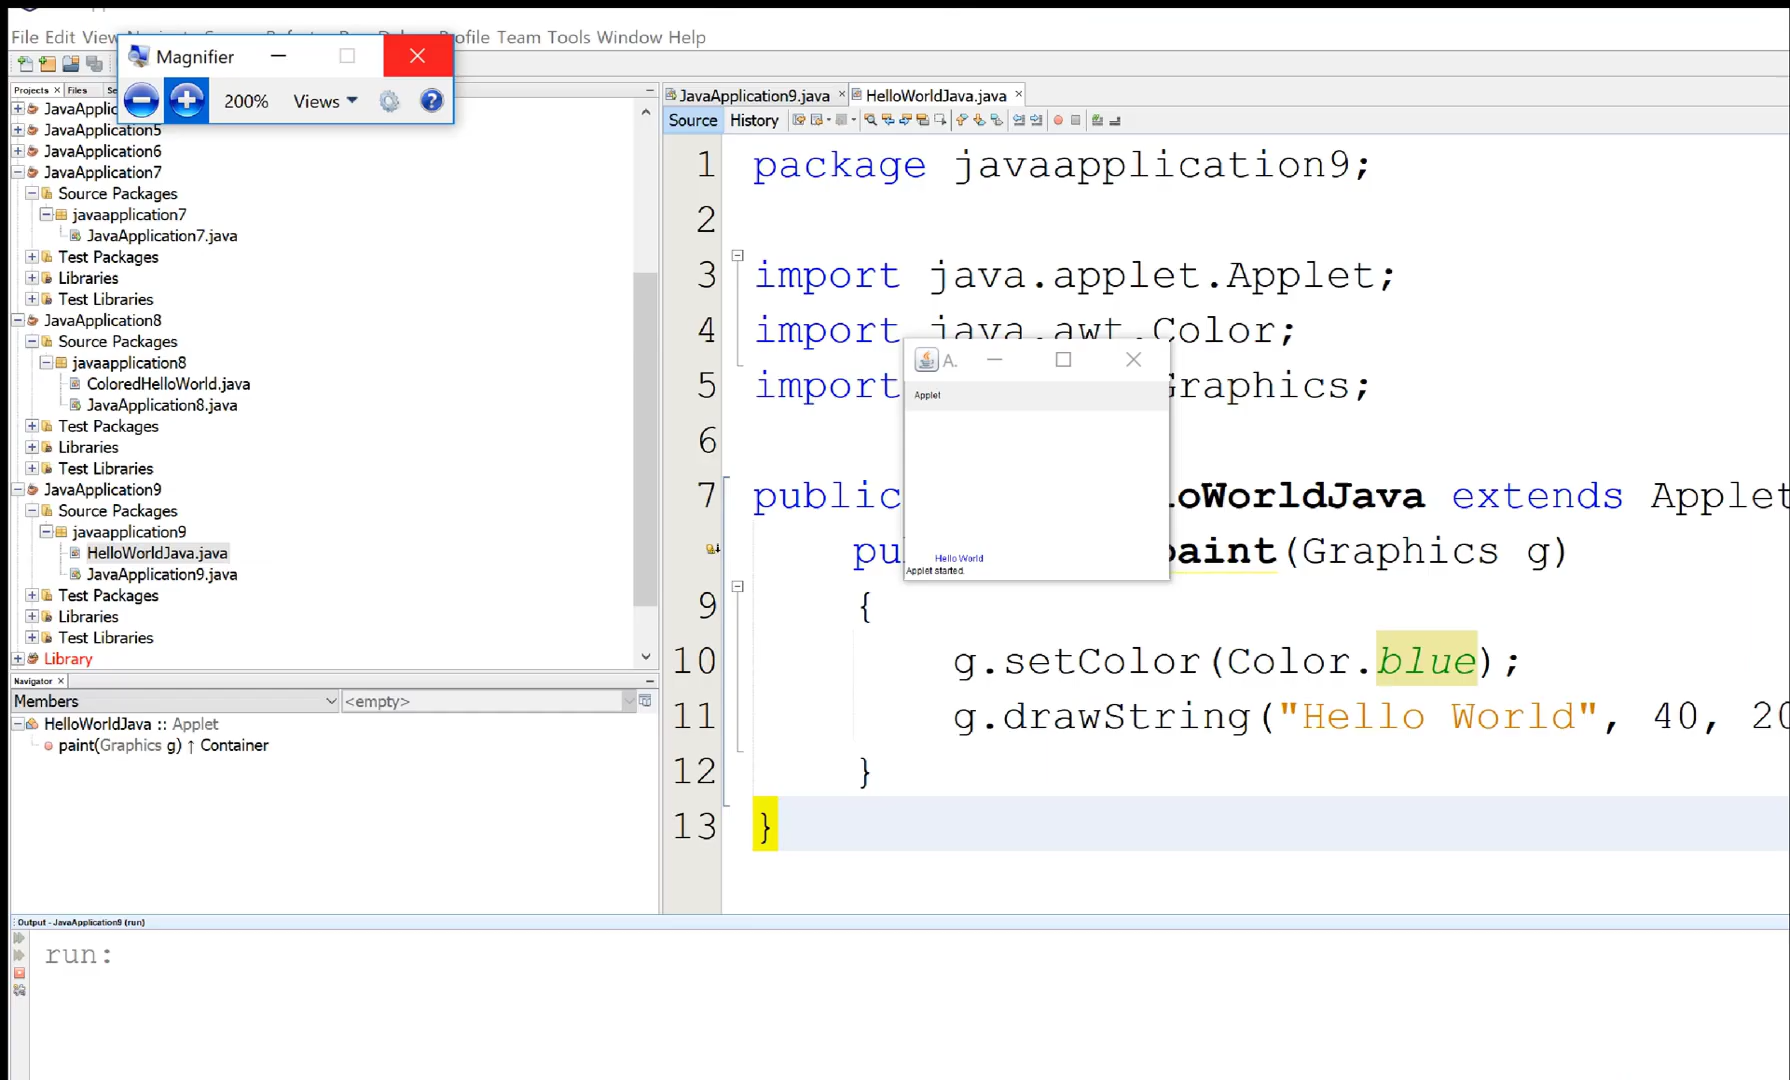 File Edit View Profile Team Tools Window Help
Magnifier
200% Views
Projects Files
JavaApplic
JavaApplication5
JavaApplication6
JavaApplication7
Source Packages
javaapplication7
JavaApplication7.java
Test Packages
Libraries
Test Libraries
JavaApplication8
Source Packages
javaapplication8
ColoredHelloWorld.java
JavaApplication8.java
Test Packages
Libraries
Test Libraries
JavaApplication9
Source Packages
javaapplication9
HelloWorldJava.java
JavaApplication9.java
Test Packages
Libraries
Test Libraries
Library
Navigator
Members <empty>
HelloWorldJava :: Applet
paint(Graphics g) ↑ Container
JavaApplication9.java HelloWorldJava.java
Source History
1 package javaapplication9;
2
3 import java.applet.Applet;
4 import java.awt.Color;
5 import Graphics;
6
7 public loWorldJava extends Applet
pu paint(Graphics g)
9 {
10 g.setColor(Color.blue);
11 g.drawString("Hello World", 40, 20
12 }
13 }
A.
Applet
Hello World
Applet started.
Output - JavaApplication9 (run)
run: